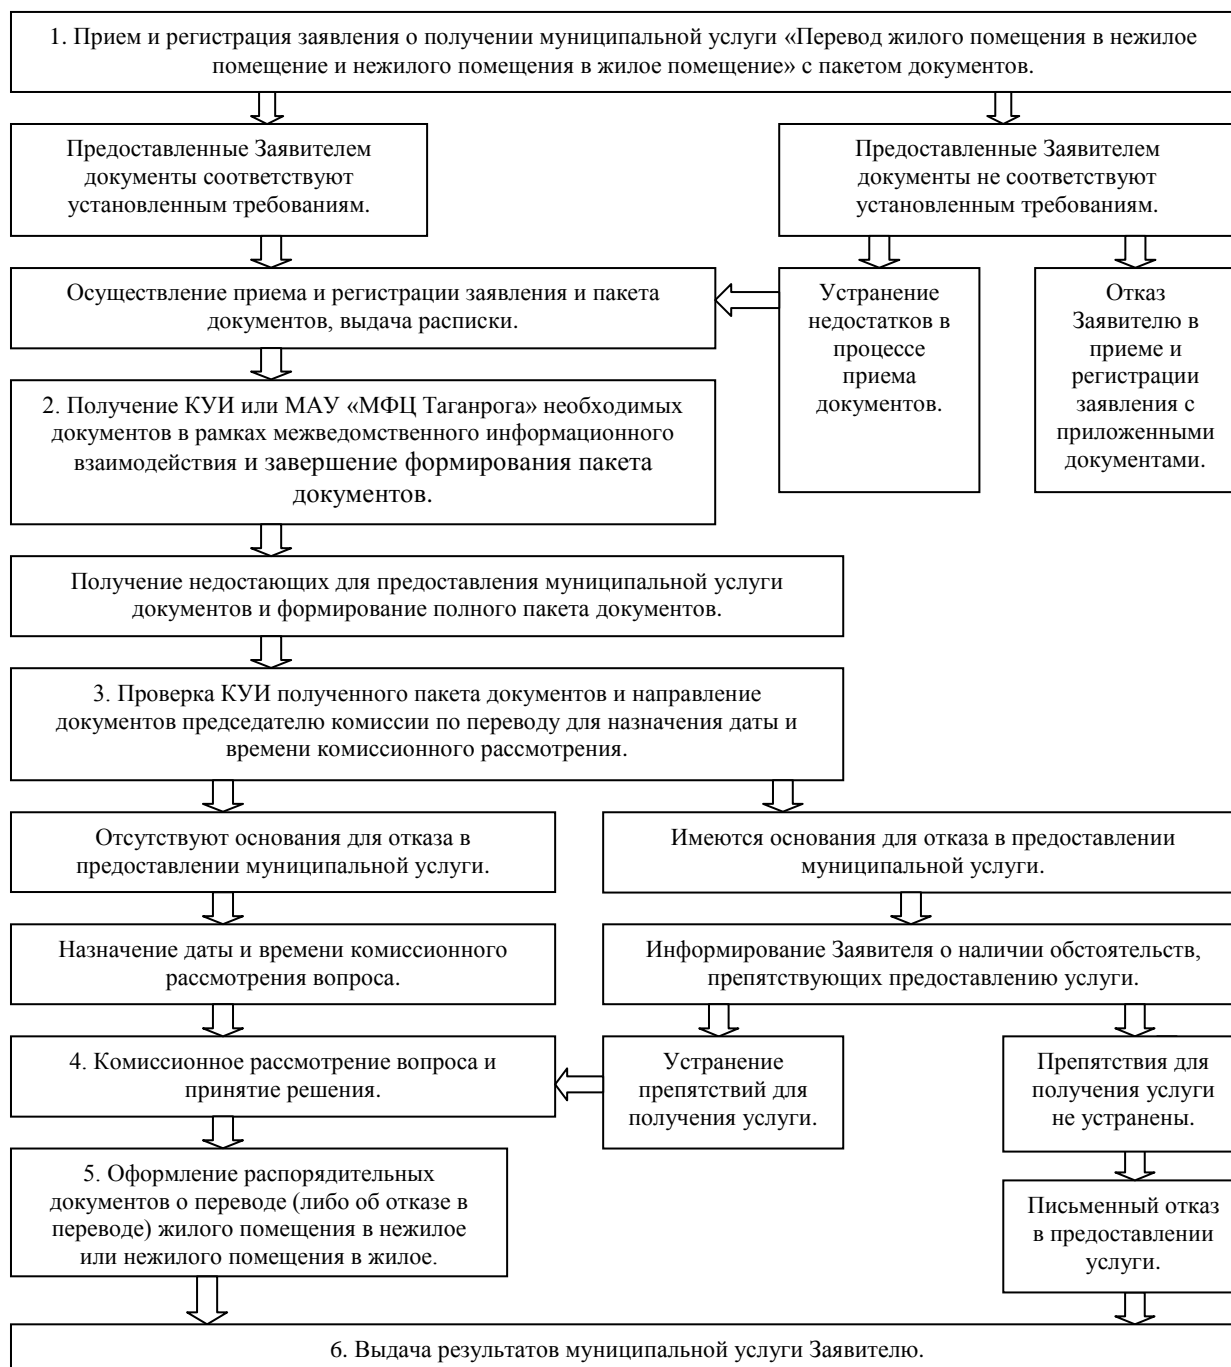 1. Прием и регистрация заявления о получении муниципальной услуги «Перевод жилого помещения в нежилое
помещение и нежилого помещения в жилое помещение» с пакетом документов.
Предоставленные Заявителем
документы соответствуют
установленным требованиям.
Предоставленные Заявителем
документы не соответствуют
установленным требованиям.
Осуществление приема и регистрации заявления и пакета
документов, выдача расписки.
Устранение
недостатков в
процессе
приема
документов.
Отказ
Заявителю в
приеме и
регистрации
заявления с
приложенными
документами.
2. Получение КУИ или МАУ «МФЦ Таганрога» необходимых
документов в рамках межведомственного информационного
взаимодействия и завершение формирования пакета
документов.
Получение недостающих для предоставления муниципальной услуги
документов и формирование полного пакета документов.
3. Проверка КУИ полученного пакета документов и направление
документов председателю комиссии по переводу для назначения даты и
времени комиссионного рассмотрения.
Отсутствуют основания для отказа в
предоставлении муниципальной услуги.
Имеются основания для отказа в предоставлении
муниципальной услуги.
Назначение даты и времени комиссионного
рассмотрения вопроса.
Информирование Заявителя о наличии обстоятельств,
препятствующих предоставлению услуги.
4. Комиссионное рассмотрение вопроса и
принятие решения.
Устранение
препятствий для
получения услуги.
Препятствия для
получения услуги
не устранены.
5. Оформление распорядительных
документов о переводе (либо об отказе в
переводе) жилого помещения в нежилое
или нежилого помещения в жилое.
Письменный отказ
в предоставлении
услуги.
6. Выдача результатов муниципальной услуги Заявителю.